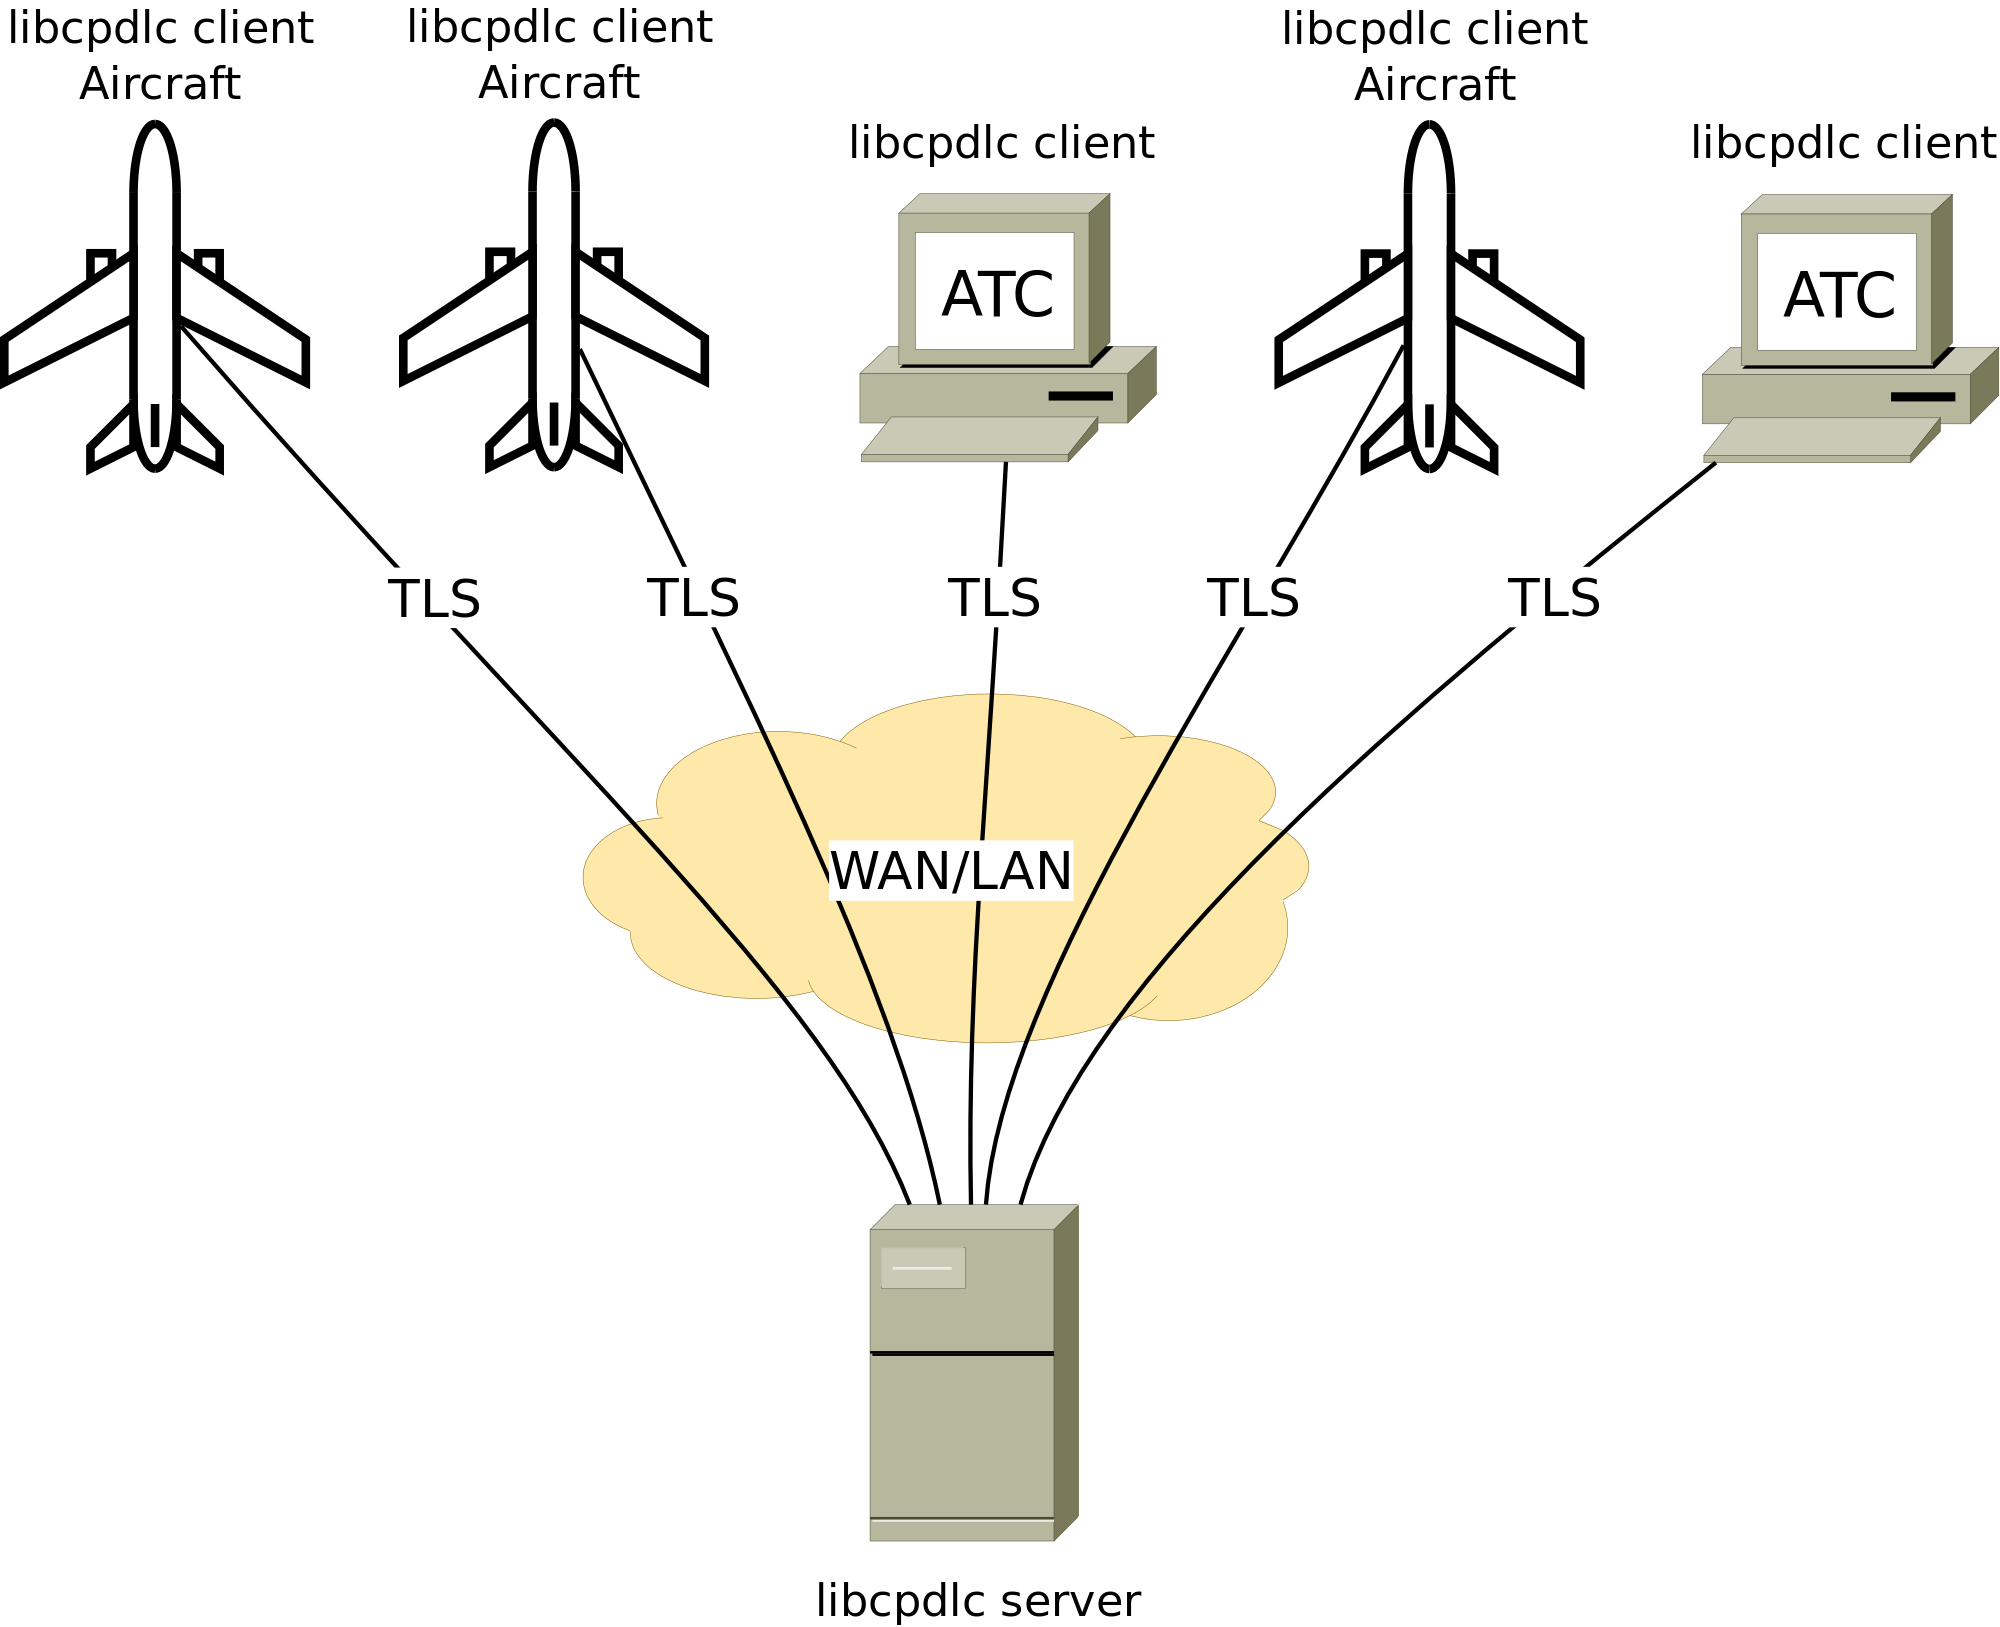 libcpdlc client
Aircraft
libcpdlc client
Aircraft
libcpdlc client
ATC
libcpdlc client
Aircraft
libcpdlc client
ATC
TLS
TLS
TLS
TLS
TLS
WAN/LAN
libcpdlc server